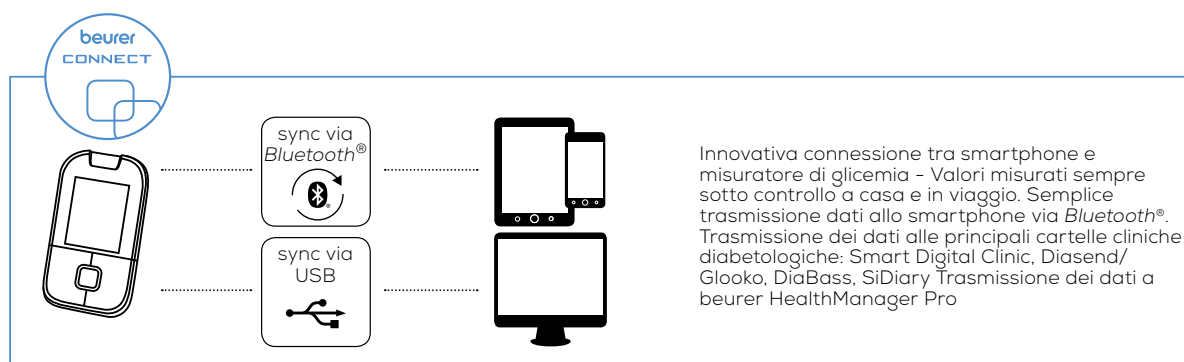 beurer
CONNECT
sync via
Bluetooth®
sync via
USB
Innovativa connessione tra smartphone e
misuratore di glicemia - Valori misurati sempre
sotto controllo a casa e in viaggio. Semplice
trasmissione dati allo smartphone via Bluetooth®.
Trasmissione dei dati alle principali cartelle cliniche
diabetologiche: Smart Digital Clinic, Diasend/
Glooko, DiaBass, SiDiary Trasmissione dei dati a
beurer HealthManager Pro